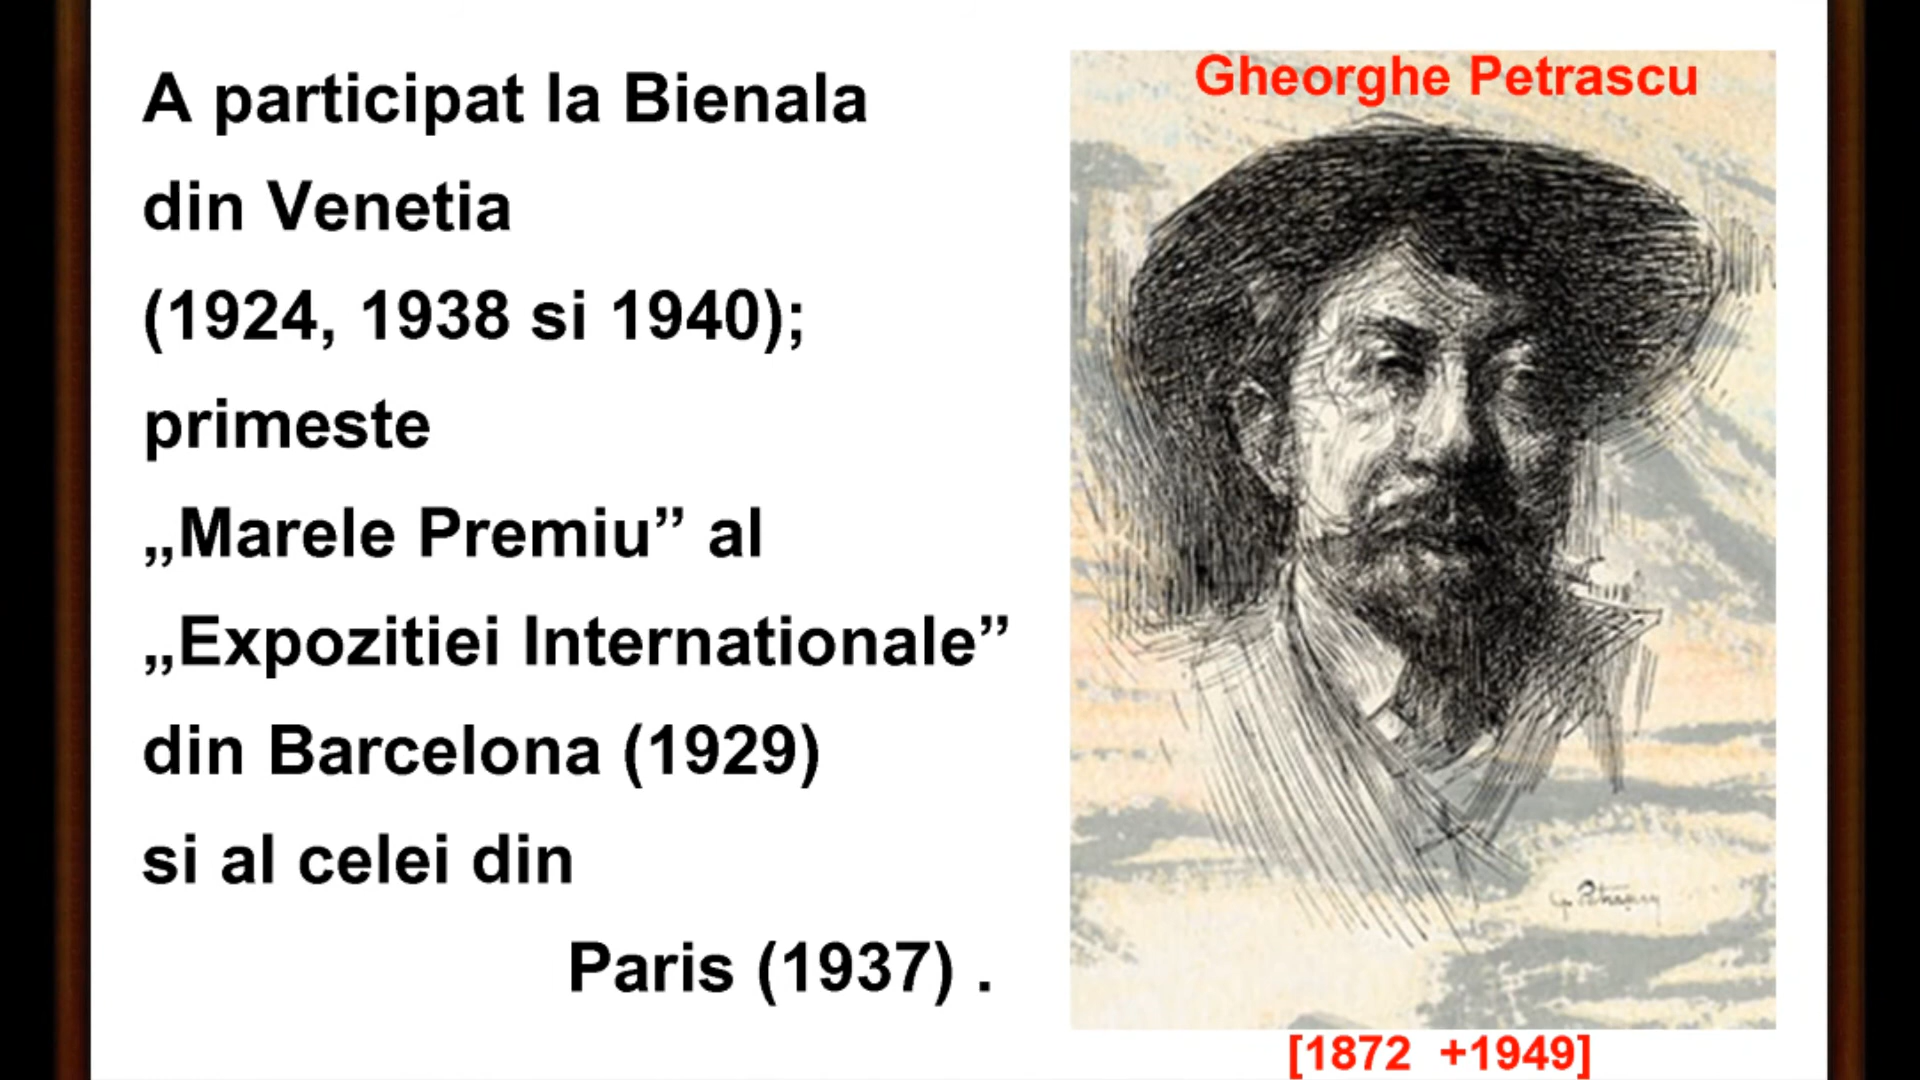 A participat la Bienala
din Venetia
(1924, 1938 si 1940);
primeste
„Marele Premiu” al
„Expozitiei Internationale”
din Barcelona (1929)
si al celei din
Paris (1937) .
Gheorghe Petrascu
[1872 +1949]